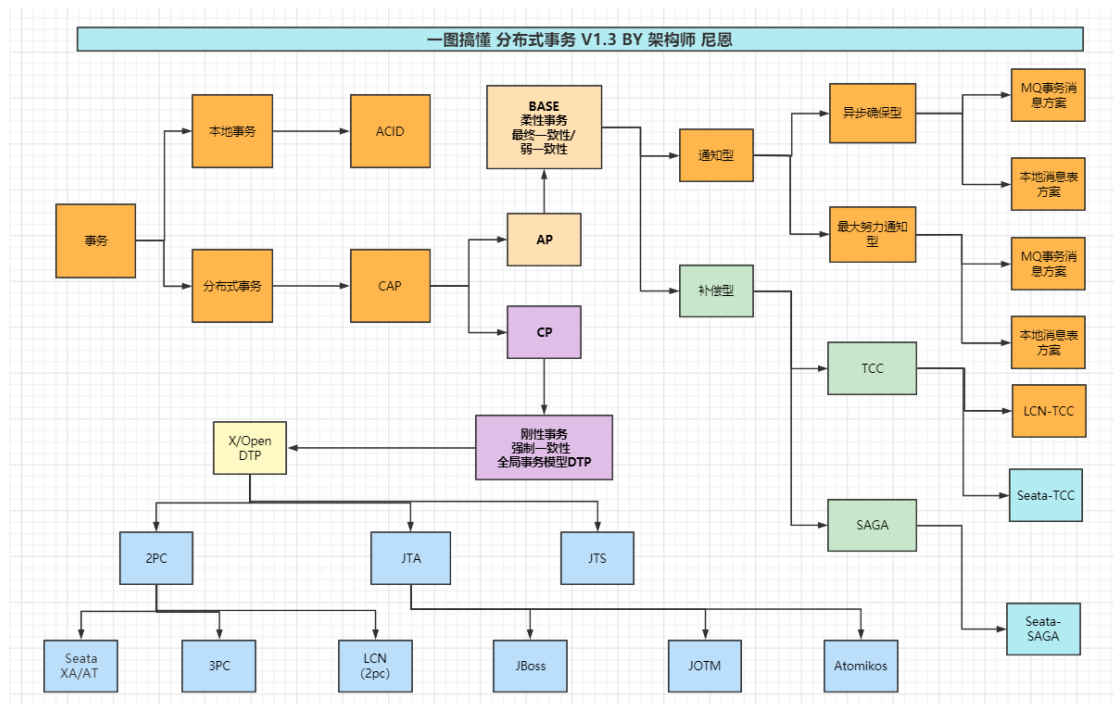 一图搞懂 分布式事务 V1.3 BY 架构师 尼恩
事务
本地事务
ACID
分布式事务
CAP
BASE
柔性事务
最终一致性/
弱一致性
AP
CP
刚性事务
强制一致性
全局事务模型DTP
通知型
异步确保型
MQ事务消
息方案
本地消息表
方案
最大努力通知
型
MQ事务消
息方案
本地消息表
方案
补偿型
TCC
LCN-TCC
Seata-TCC
SAGA
Seata-
SAGA
X/Open
DTP
2PC
JTA
JTS
Seata
XA/AT
3PC
LCN
(2pc)
JBoss
JOTM
Atomikos